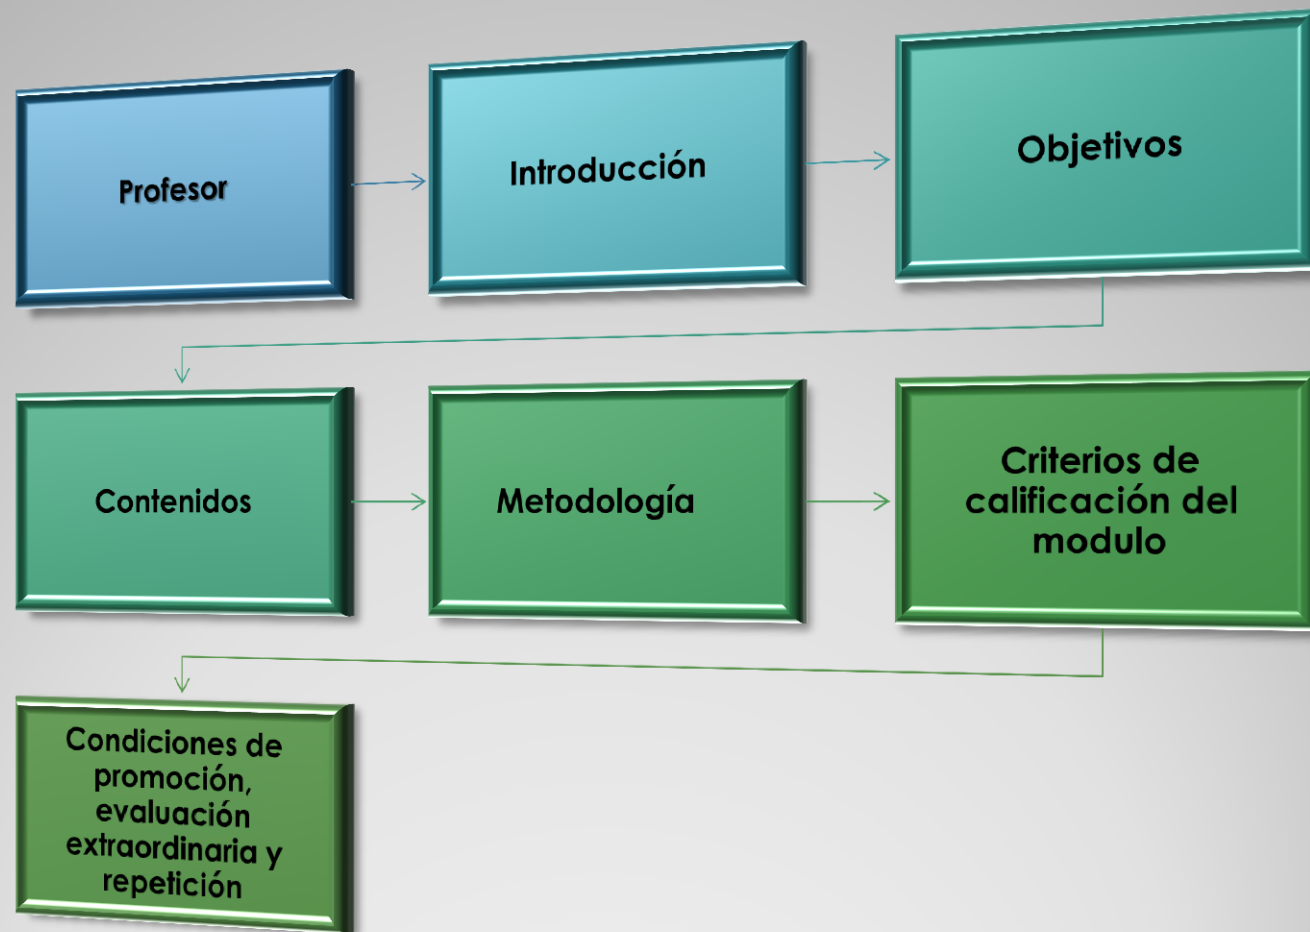 Profesor
Introducción
Objetivos
Contenidos
Metodología
Criterios de
calificación del
modulo
Condiciones de
promoción,
evaluación
extraordinaria y
repetición